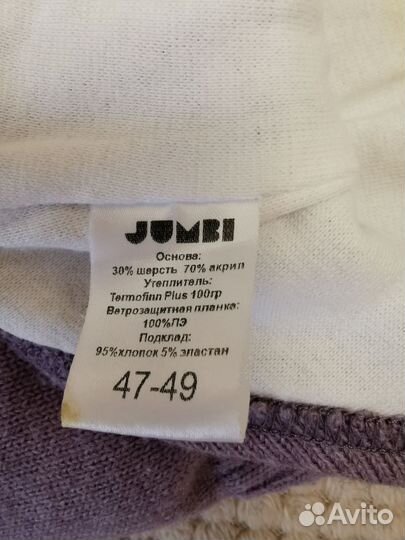 JUMBI
Основа:
30% шерсть 70% акрил
Утеплитель:
Termofinn Plus 100гр
Ветрозащитная планка:
100%ПЭ
Подклад:
95%хлопок 5% эластан
47-49
Avito